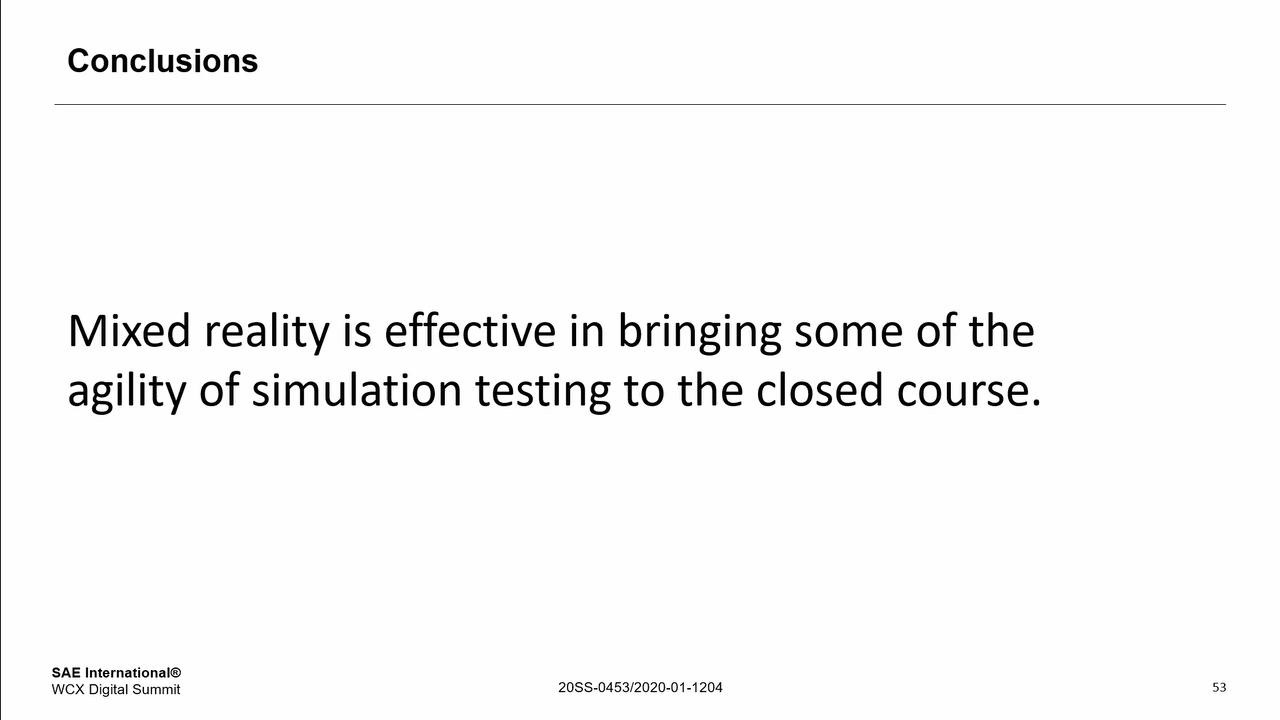 Conclusions
Mixed reality is effective in bringing some of the
agility of simulation testing to the closed course.
SAE International®
WCX Digital Summit
20SS-0453/2020-01-1204
53